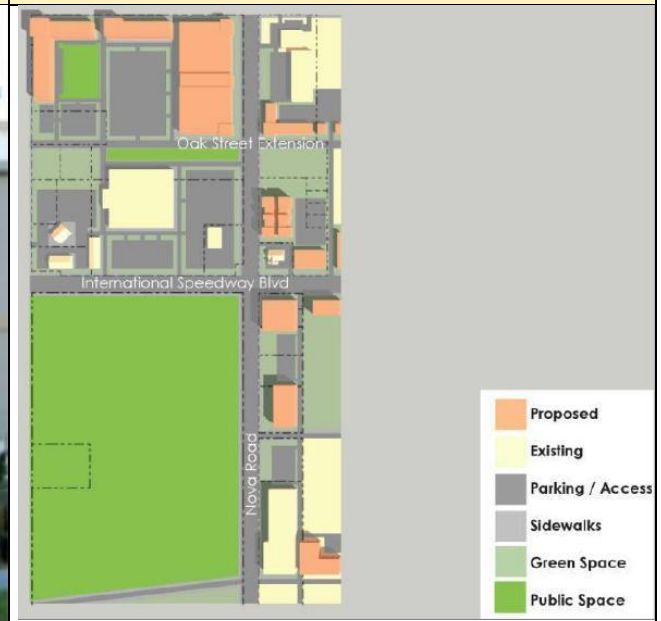 Oak Street Extension
International Speedway Blvd
Nova Road
Proposed
Existing
Parking / Access
Sidewalks
Green Space
Public Space